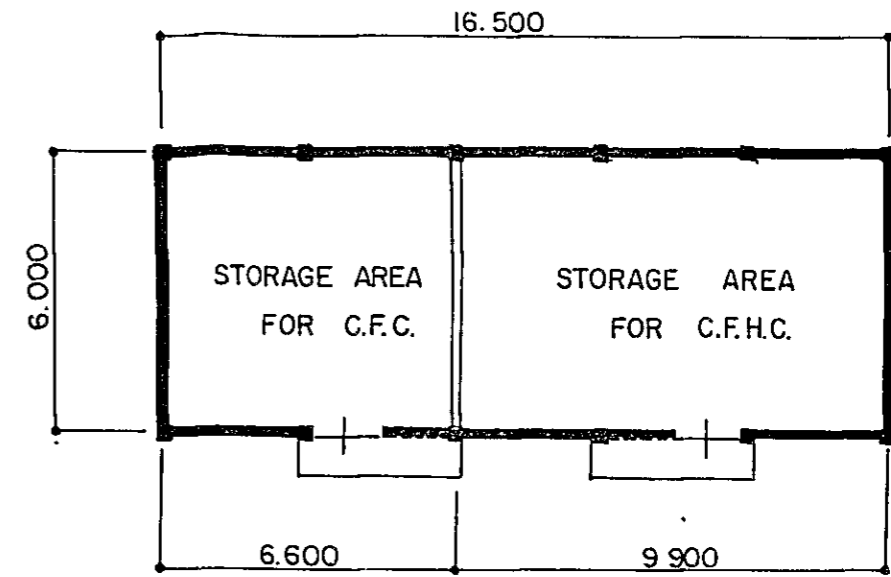 16.500
6.000
STORAGE AREA
FOR C.F.C.
STORAGE AREA
FOR C.F.H.C.
6.600
9 900